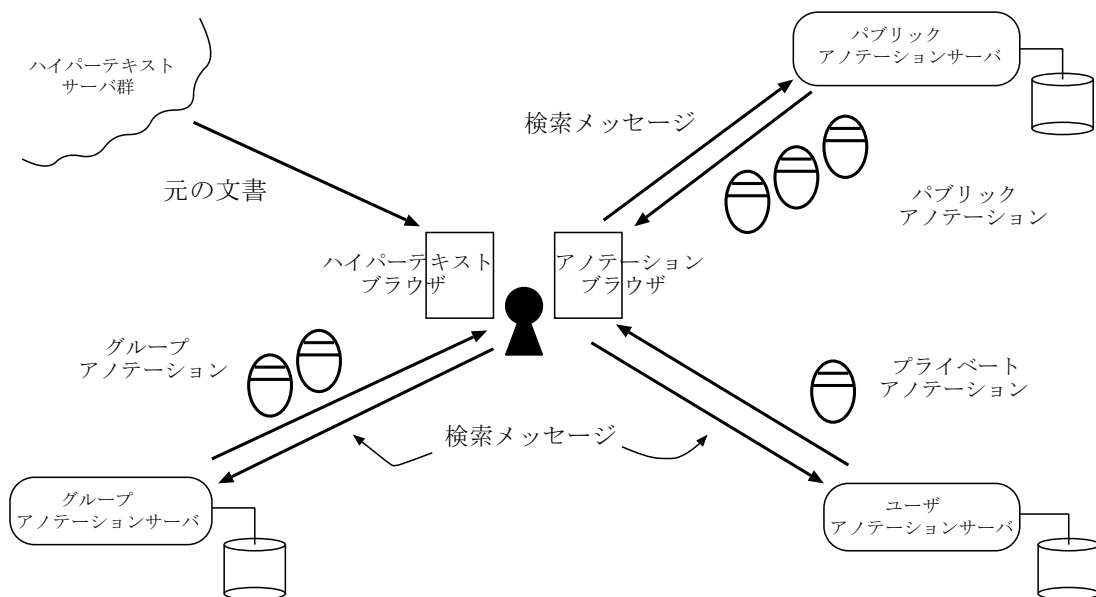 ハイパーテキスト
サーバ群
パブリック
アノテーションサーバ
検索メッセージ
元の文書
パブリック
アノテーション
ハイパーテキスト
ブラウザ
アノテーション
ブラウザ
グループ
アノテーション
プライベート
アノテーション
検索メッセージ
グループ
アノテーションサーバ
ユーザ
アノテーションサーバ